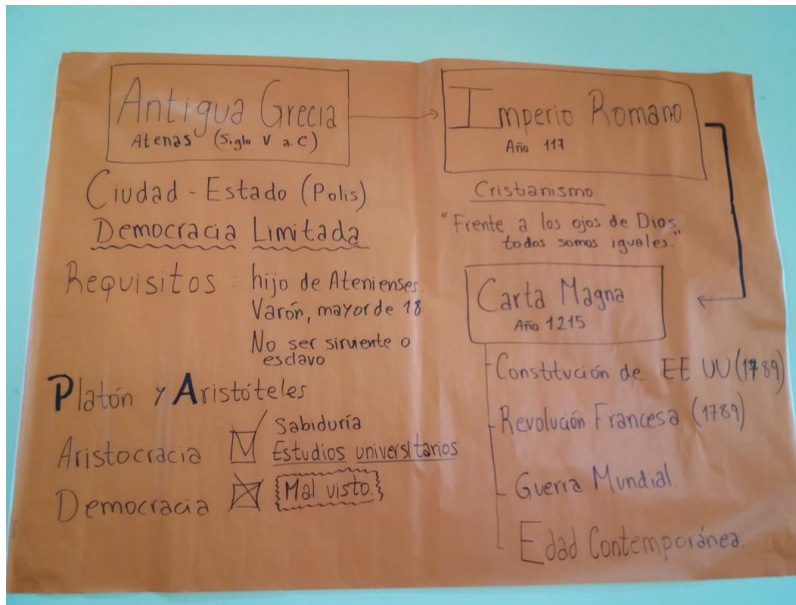 Antigua Grecia
Atenas (Siglo V a.C)
Ciudad - Estado (Polis)
Democracia Limitada
Requisitos : hijo de Atenienses.
Varón, mayor de 18
No ser sirviente o
esclavo
Platón y Aristóteles
Aristocracia Sabiduría
Estudios universitarios
Democracia Mal visto.
Imperio Romano
Año 117
Cristianismo.
"Frente a los ojos de Dios,
todos somos iguales."
Carta Magna
Año 1215
Constitución de EE UU (1789)
Revolución Francesa (1789)
Guerra Mundial
Edad Contemporánea.